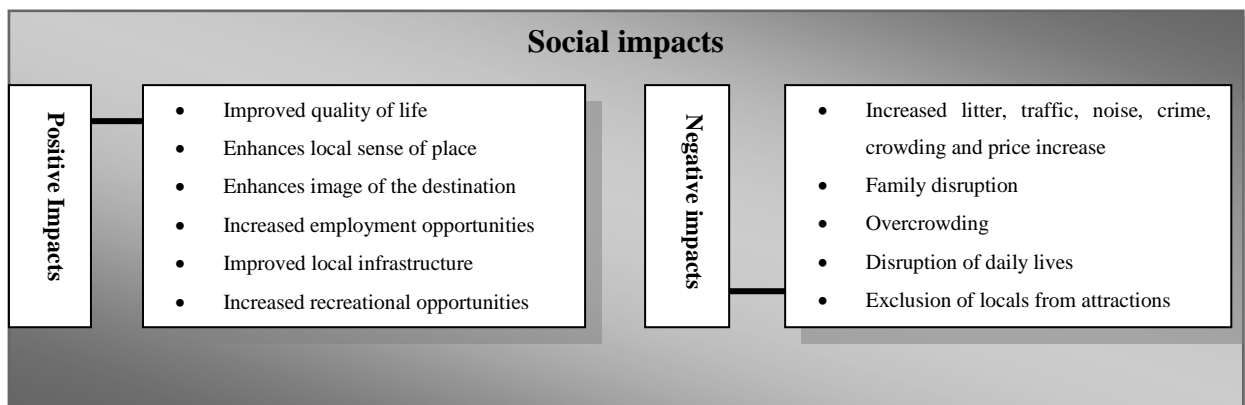 Social impacts
Positive Impacts
• Improved quality of life
• Enhances local sense of place
• Enhances image of the destination
• Increased employment opportunities
• Improved local infrastructure
• Increased recreational opportunities
Negative impacts
• Increased litter, traffic, noise, crime,
crowding and price increase
• Family disruption
• Overcrowding
• Disruption of daily lives
• Exclusion of locals from attractions